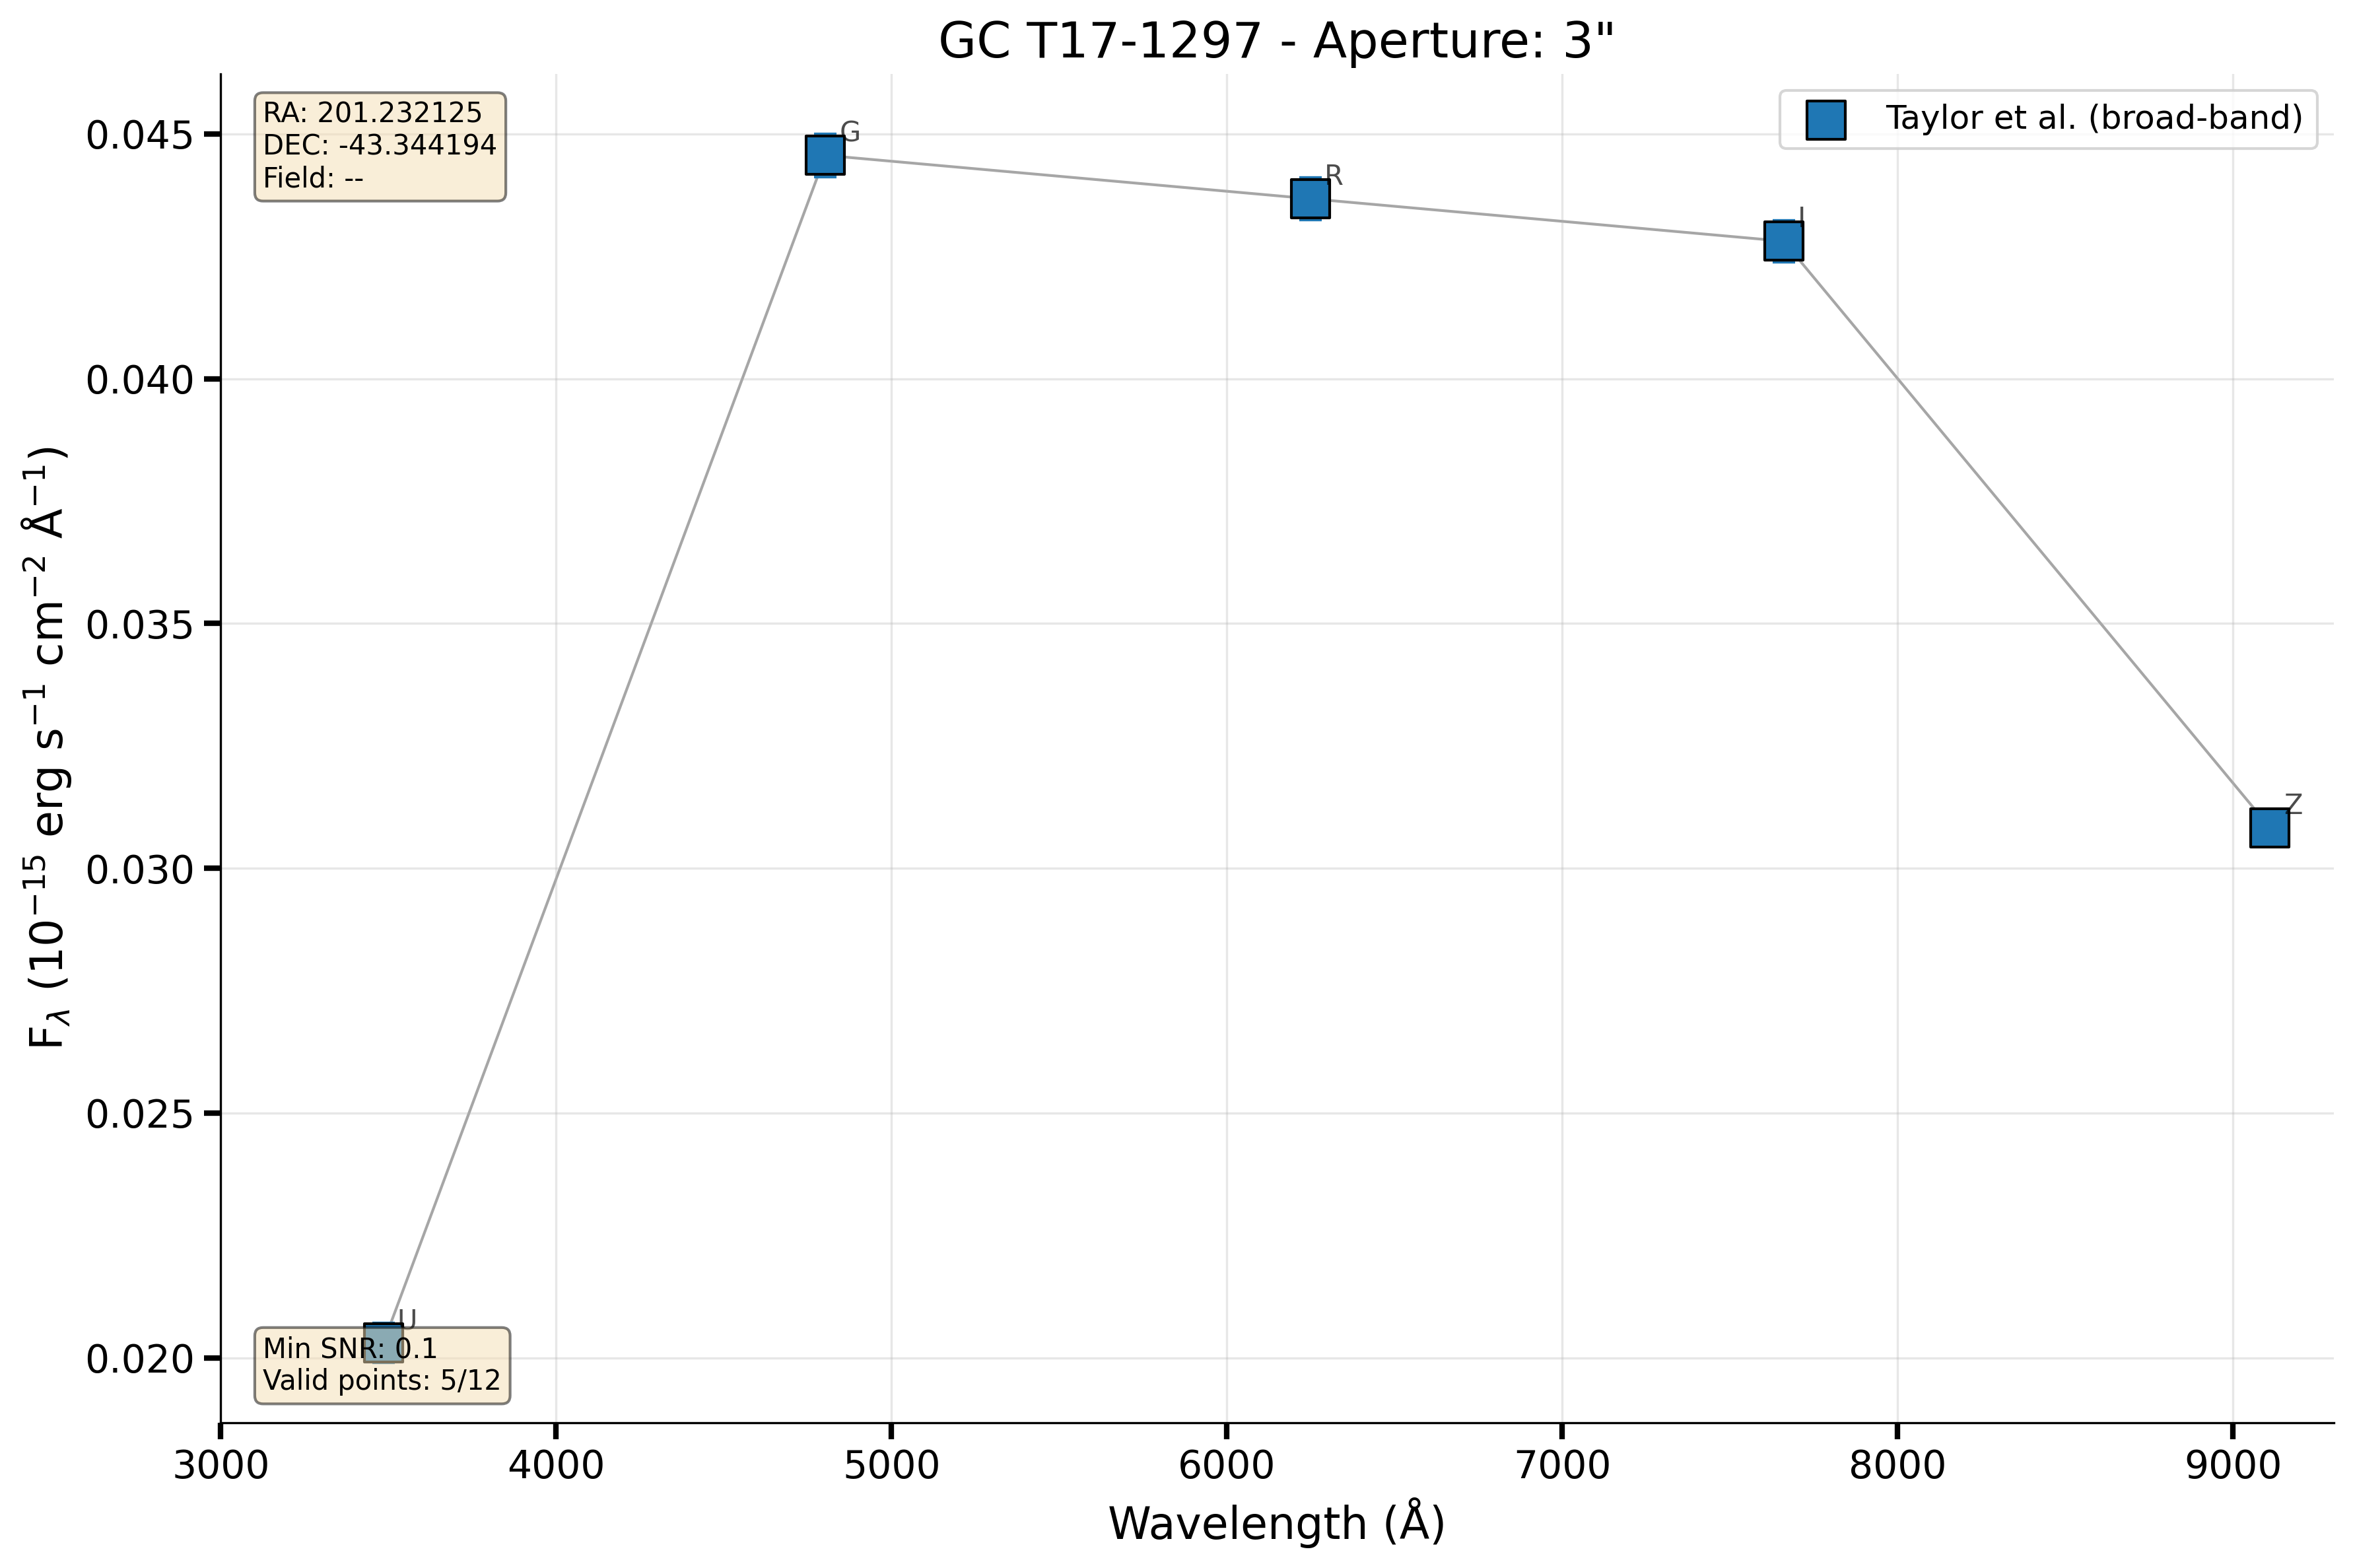 GC T17-1297 - Aperture: 3"
RA: 201.232125
DEC: -43.344194
Field: --
Taylor et al. (broad-band)
G
R
I
Z
U
Min SNR: 0.1
Valid points: 5/12
0.045
0.040
0.035
0.030
0.025
0.020
F_λ (10⁻¹⁵ erg s⁻¹ cm⁻² Å⁻¹)
3000 4000 5000 6000 7000 8000 9000
Wavelength (Å)